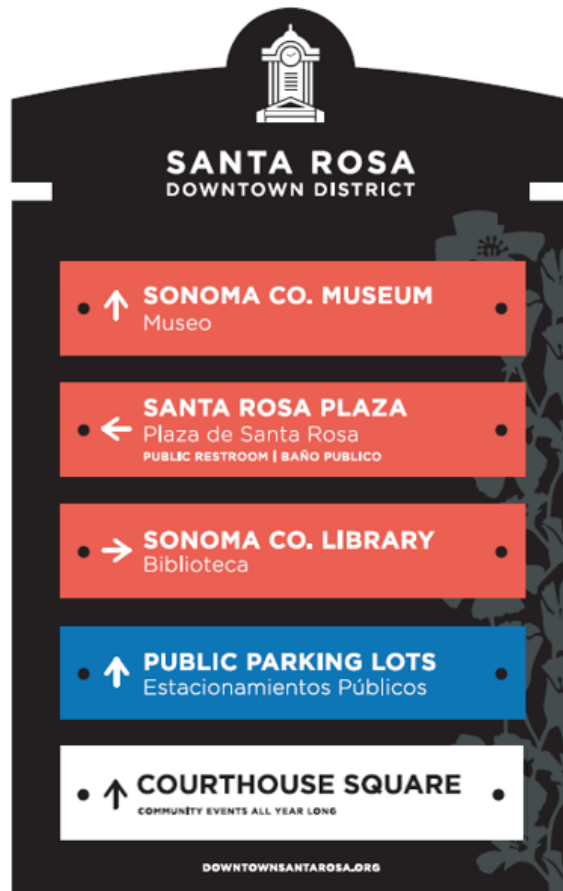 SANTA ROSA
DOWNTOWN DISTRICT
SONOMA CO. MUSEUM
Museo
SANTA ROSA PLAZA
Plaza de Santa Rosa
PUBLIC RESTROOM | BAÑO PUBLICO
SONOMA CO. LIBRARY
Biblioteca
PUBLIC PARKING LOTS
Estacionamientos Públicos
COURTHOUSE SQUARE
COMMUNITY EVENTS ALL YEAR LONG
DOWNTOWNSANTAROSA.ORG